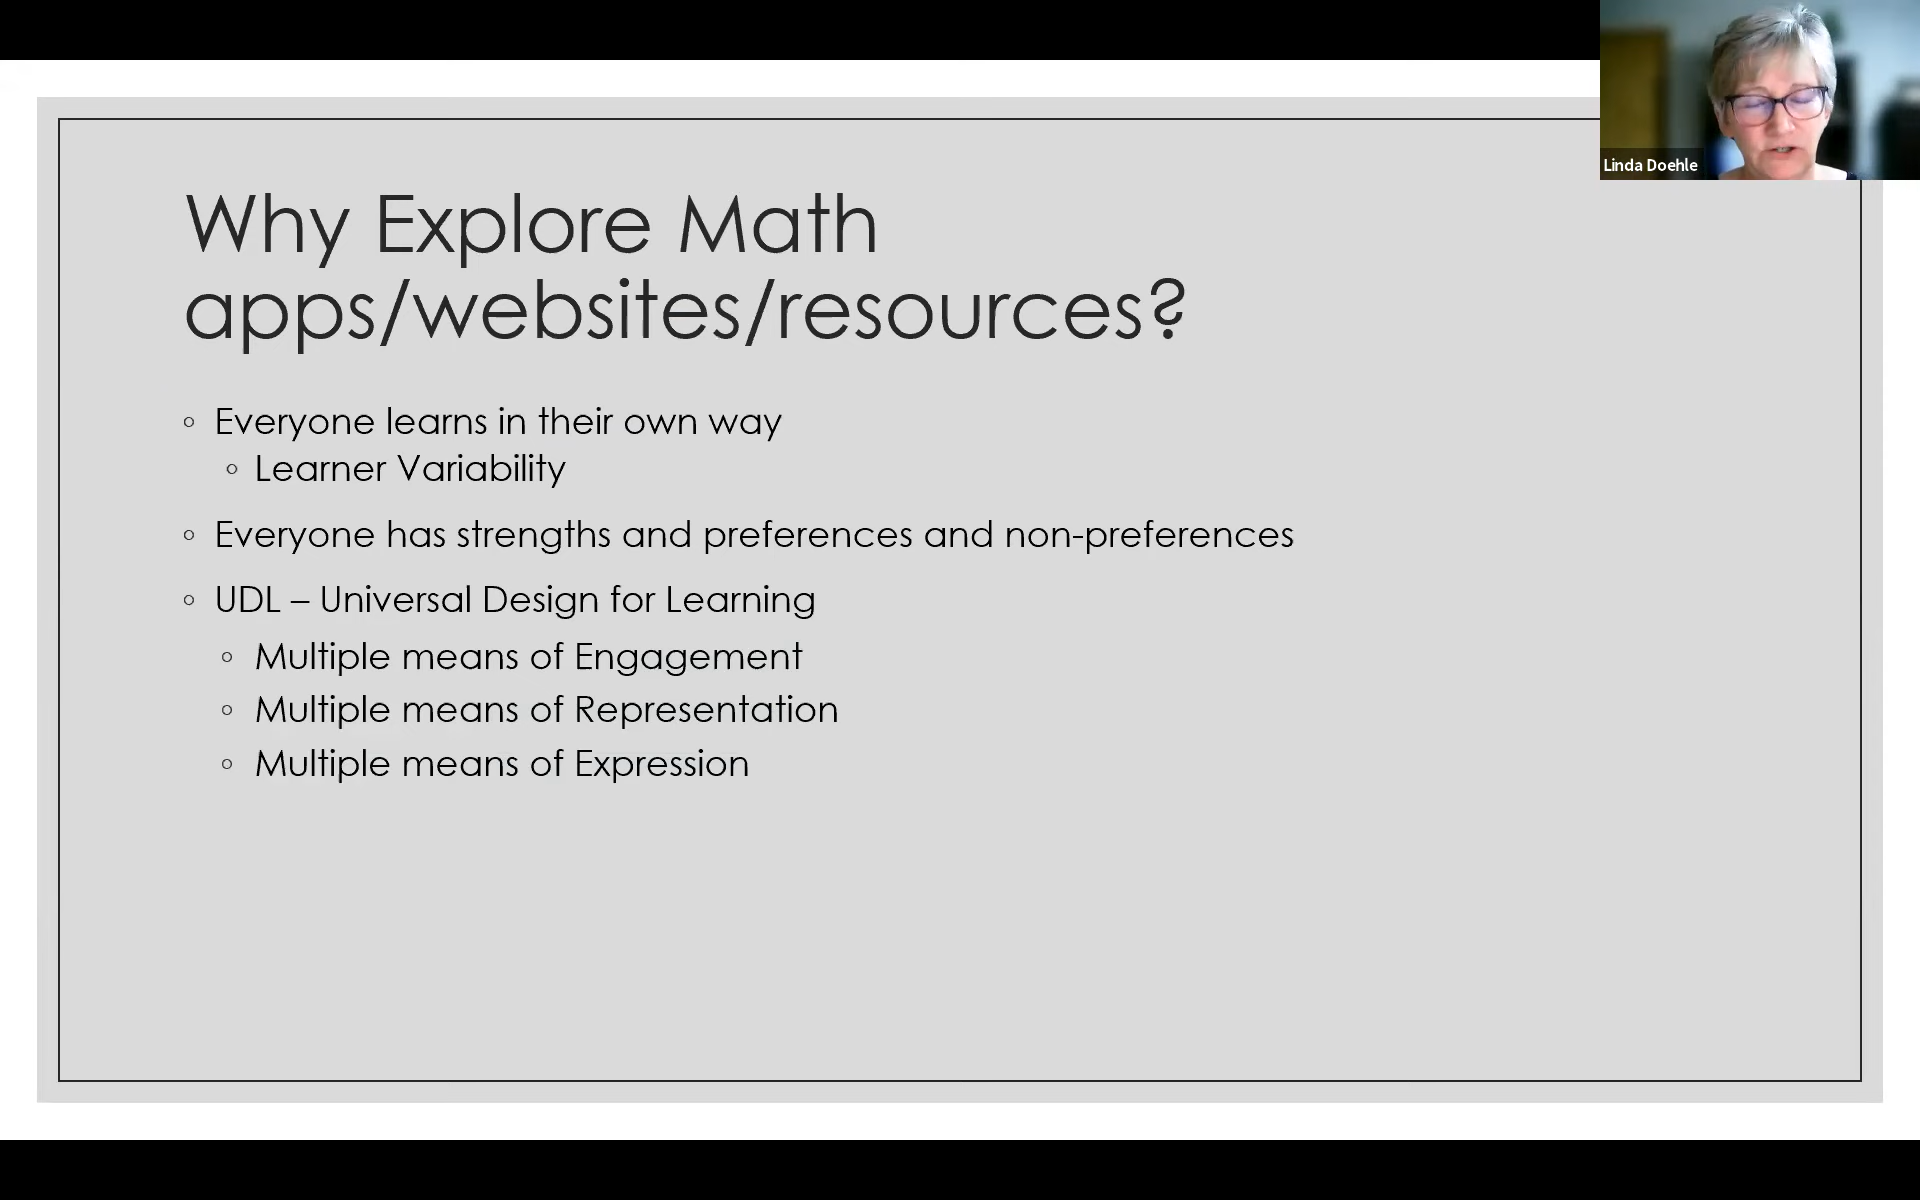 Linda Doehle
Why Explore Math
apps/websites/resources?
◦ Everyone learns in their own way
◦ Learner Variability
◦ Everyone has strengths and preferences and non-preferences
◦ UDL – Universal Design for Learning
◦ Multiple means of Engagement
◦ Multiple means of Representation
◦ Multiple means of Expression